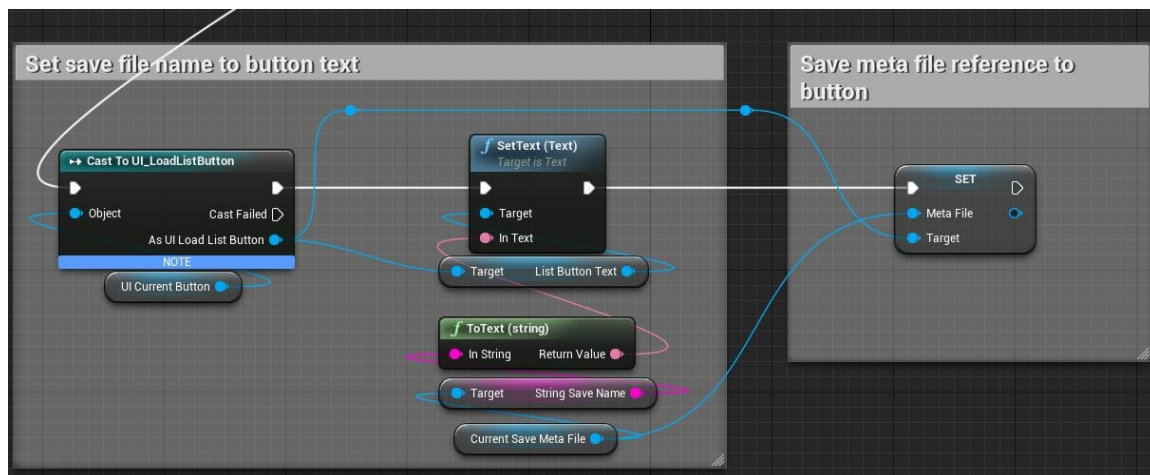 Set save file name to button text
Save meta file reference to
button
Cast To UI_LoadListButton
Object
Cast Failed
As UI Load List Button
NOTE
UI Current Button
f SetText (Text)
Target is Text
Target
In Text
Target List Button Text
f ToText (string)
In String Return Value
Target String Save Name
Current Save Meta File
SET
Meta File
Target